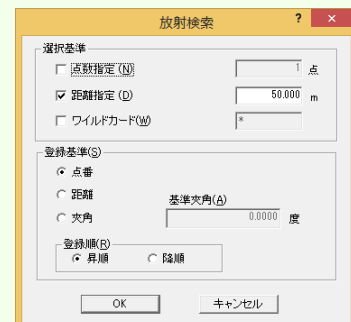 放射検索 ? ×
選択基準
点数指定(N) 1 点
距離指定(D) 50.000 m
ワイルドカード(W) *
登録基準(S)
点番
距離 基準夾角(A)
夾角 0.0000 度
登録順(R)
昇順 降順
OK キャンセル